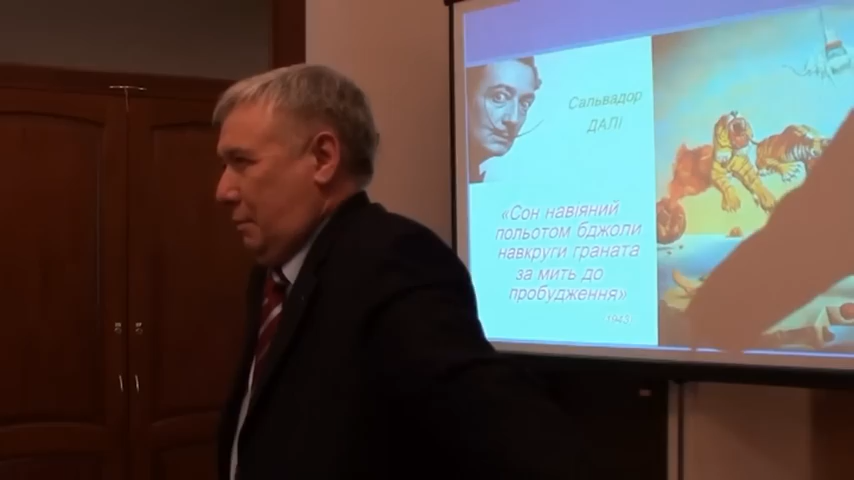 Сальвадор
ДАЛІ
«Сон навіяний
польотом бджоли
навкруги граната
за мить до
пробудження»
1943